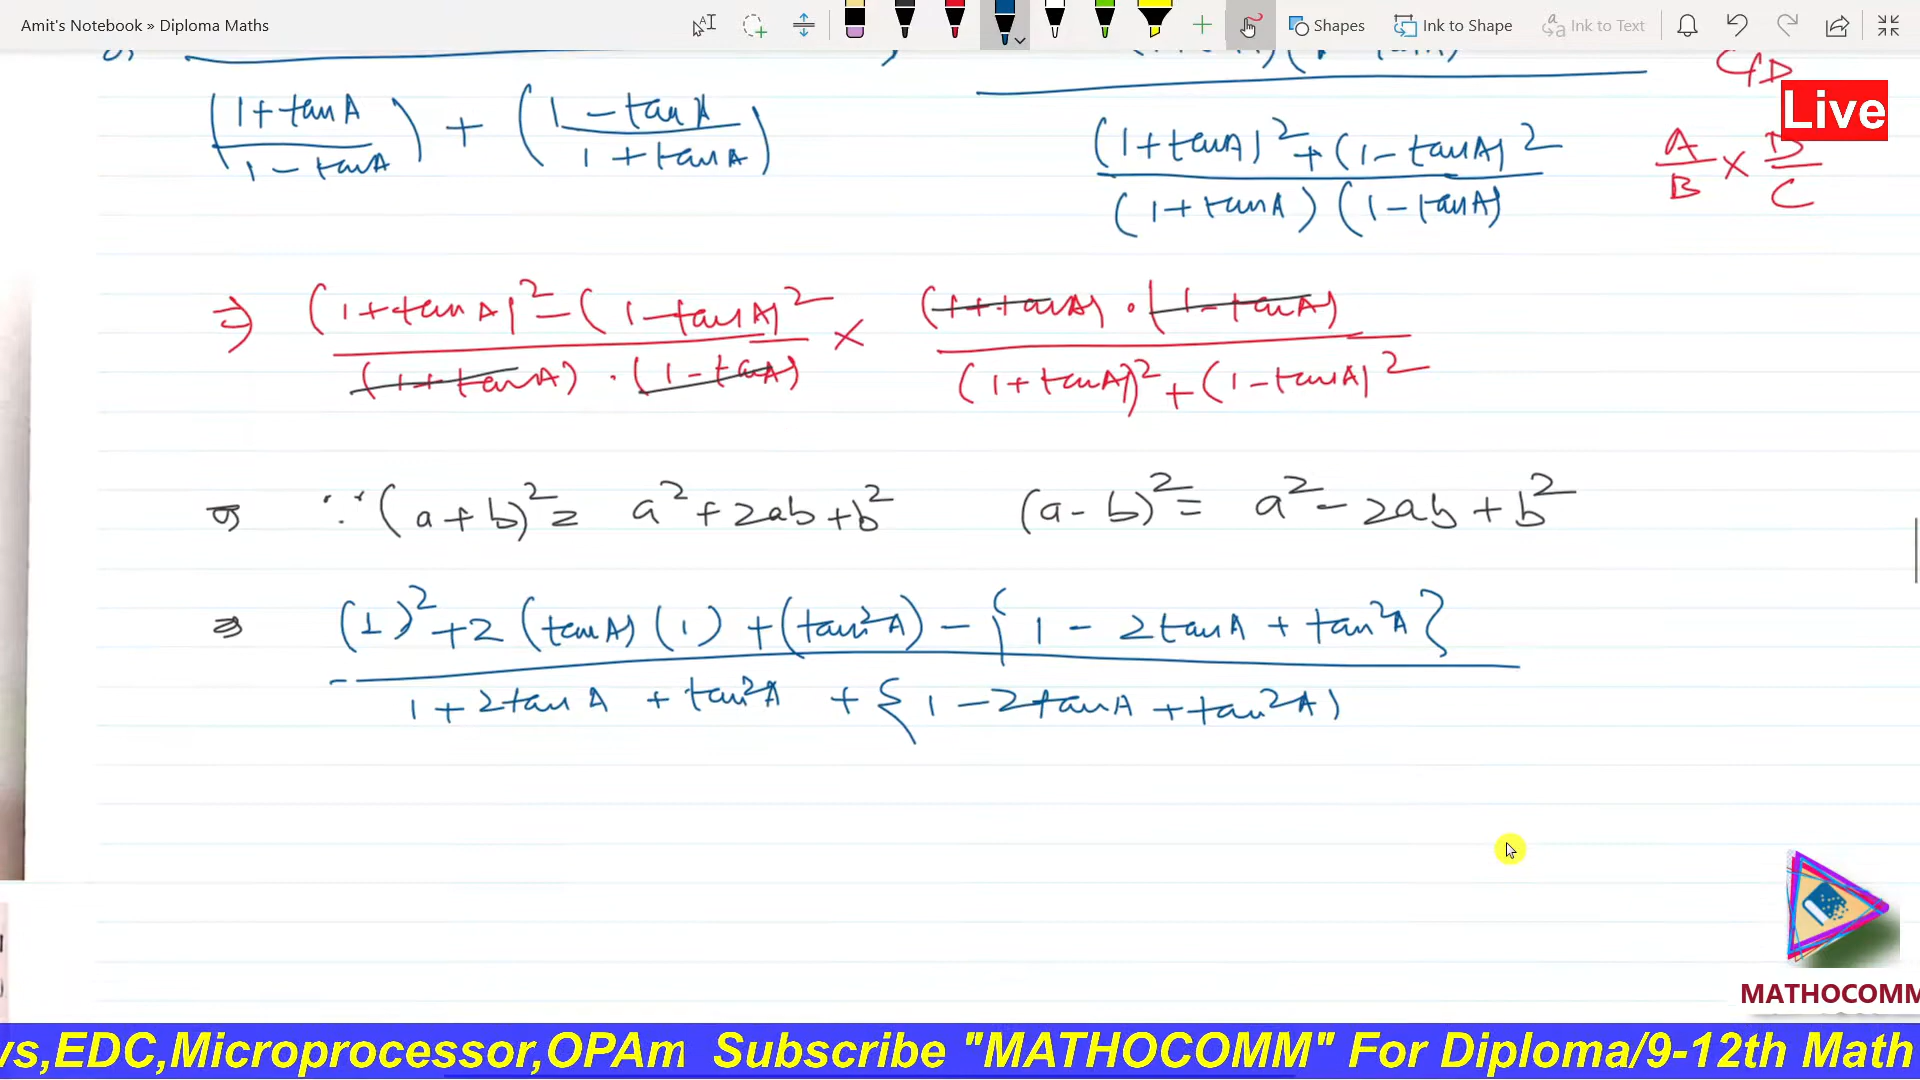 Amit's Notebook » Diploma Maths
Shapes
Ink to Shape
Ink to Text
C/D
Live
(1+tanA / 1-tanA) + (1-tanA / 1+tanA)
(1+tanA)² + (1-tanA)² / (1+tanA)(1-tanA)
A/B × D/C
⇒ (1+tanA)² - (1-tanA)² / (1+tanA)·(1-tanA) × (1+tanA)·(1-tanA) / (1+tanA)² + (1-tanA)²
⇒ ∵ (a+b)² = a²+2ab+b² (a-b)² = a²-2ab+b²
⇒ (1)²+2(tanA)(1)+(tan²A) - {1 - 2tanA + tan²A}
1+2tanA + tan²A + {1-2tanA+tan²A)
MATHOCOMM
ys,EDC,Microprocessor,OPAm Subscribe "MATHOCOMM" For Diploma/9-12th Math